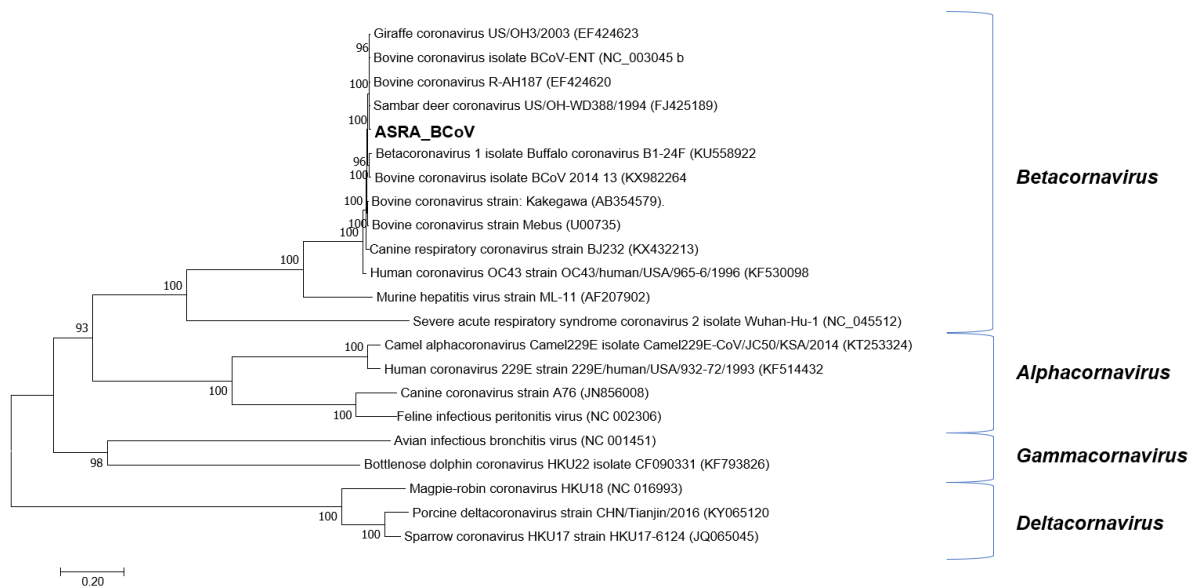 Giraffe coronavirus US/OH3/2003 (EF424623
96
Bovine coronavirus isolate BCoV-ENT (NC_003045 b
Bovine coronavirus R-AH187 (EF424620
100
Sambar deer coronavirus US/OH-WD388/1994 (FJ425189)
100
ASRA_BCoV
Betacoronavirus 1 isolate Buffalo coronavirus B1-24F (KU558922
96
Bovine coronavirus isolate BCoV 2014 13 (KX982264
100
Betacornavirus
Bovine coronavirus strain: Kakegawa (AB354579).
100
Bovine coronavirus strain Mebus (U00735)
100
Canine respiratory coronavirus strain BJ232 (KX432213)
100
Human coronavirus OC43 strain OC43/human/USA/965-6/1996 (KF530098
100
Murine hepatitis virus strain ML-11 (AF207902)
Severe acute respiratory syndrome coronavirus 2 isolate Wuhan-Hu-1 (NC_045512)
93
Camel alphacoronavirus Camel229E isolate Camel229E-CoV/JC50/KSA/2014 (KT253324)
100
Human coronavirus 229E strain 229E/human/USA/932-72/1993 (KF514432
Alphacornavirus
100
Canine coronavirus strain A76 (JN856008)
100
Feline infectious peritonitis virus (NC 002306)
Avian infectious bronchitis virus (NC 001451)
Gammacornavirus
98
Bottlenose dolphin coronavirus HKU22 isolate CF090331 (KF793826)
Magpie-robin coronavirus HKU18 (NC 016993)
100
Porcine deltacoronavirus strain CHN/Tianjin/2016 (KY065120
Deltacornavirus
100
Sparrow coronavirus HKU17 strain HKU17-6124 (JQ065045)
0.20